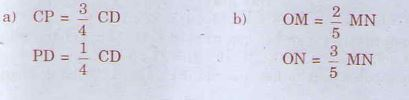 a) CP = 3/4 CD b) OM = 2/5 MN
PD = 1/4 CD ON = 3/5 MN